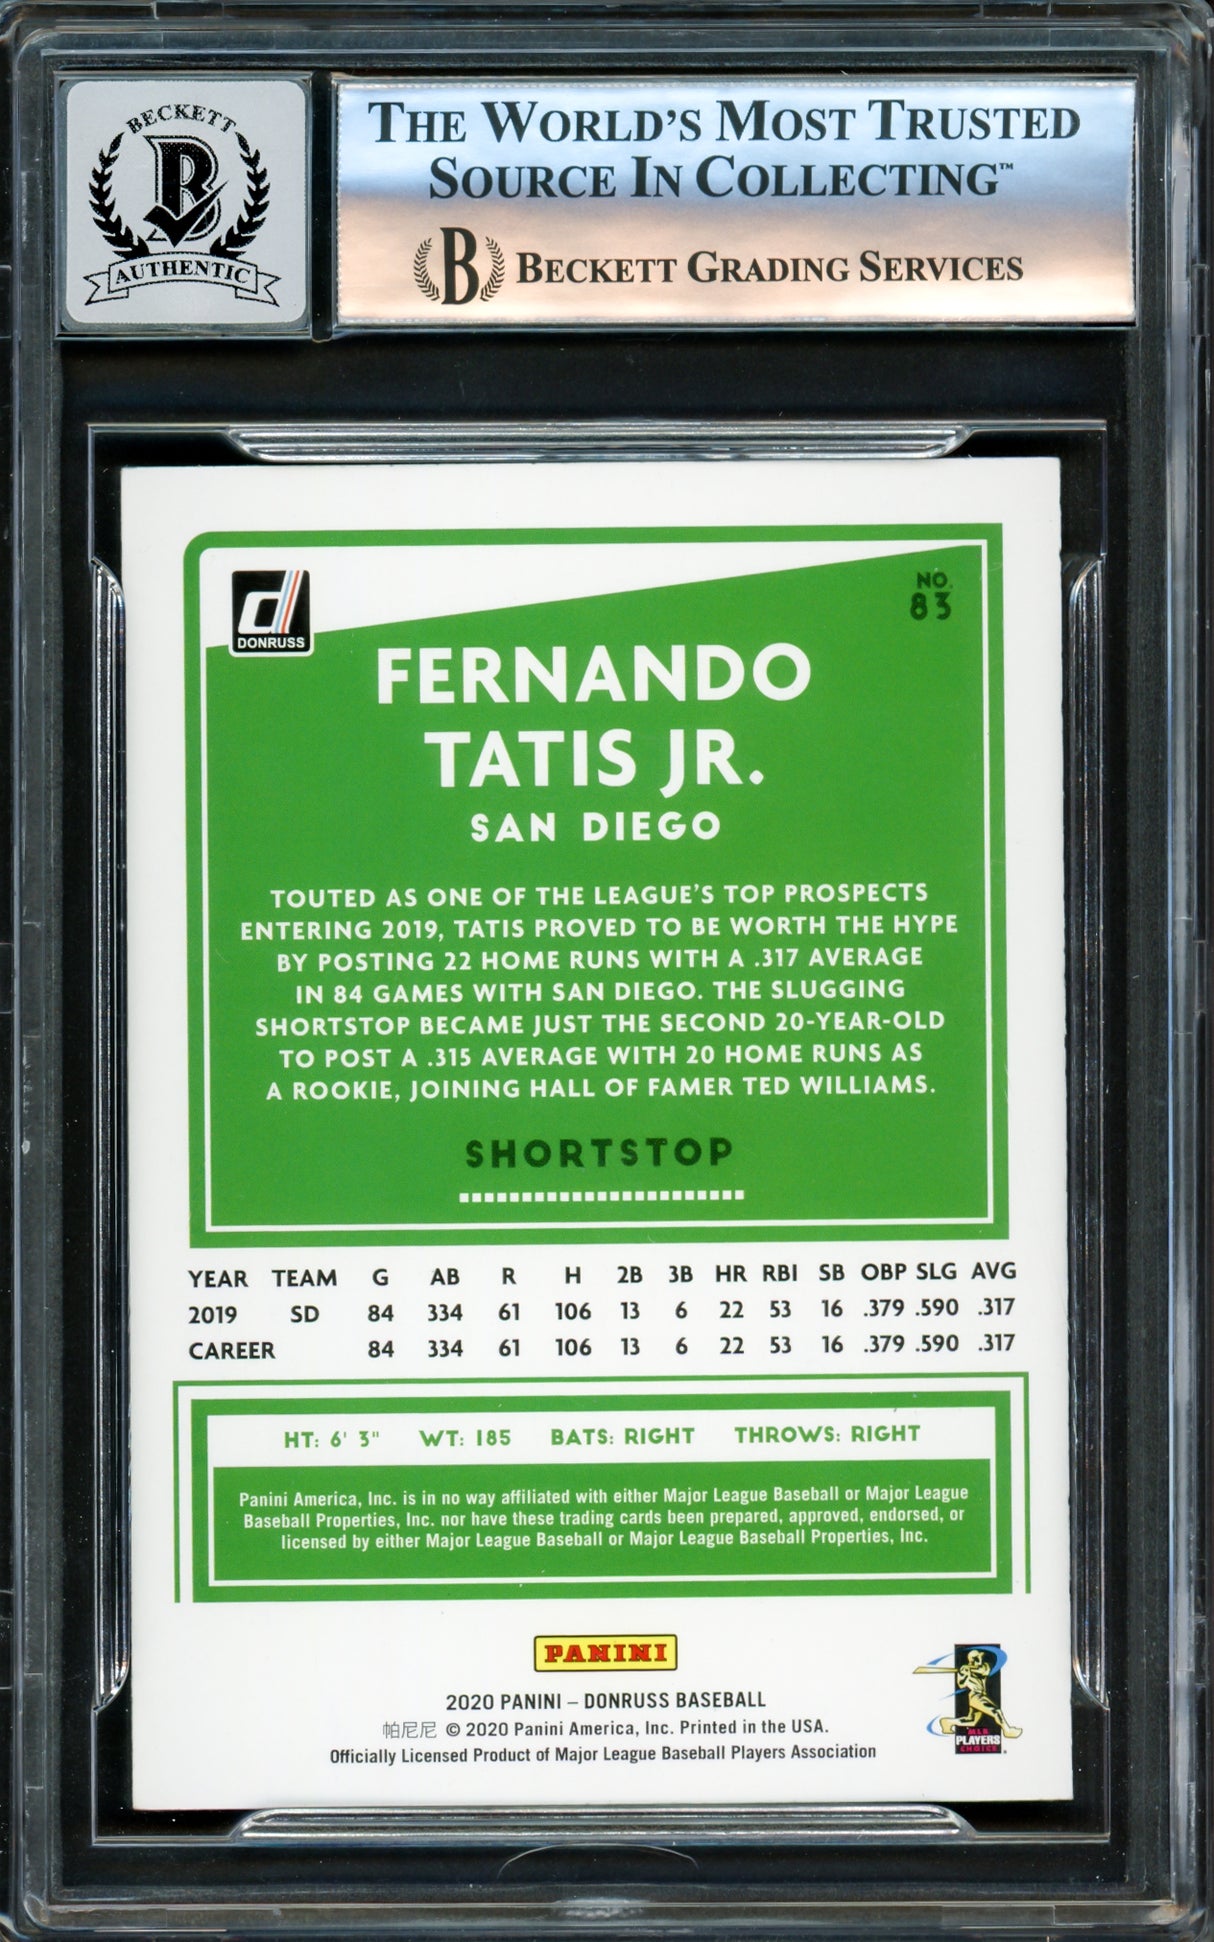 BECKETT
B
AUTHENTIC
THE WORLD'S MOST TRUSTED
SOURCE IN COLLECTING™
B BECKETT GRADING SERVICES
d
DONRUSS
NO.
83
FERNANDO
TATIS JR.
SAN DIEGO
TOUTED AS ONE OF THE LEAGUE'S TOP PROSPECTS
ENTERING 2019, TATIS PROVED TO BE WORTH THE HYPE
BY POSTING 22 HOME RUNS WITH A .317 AVERAGE
IN 84 GAMES WITH SAN DIEGO. THE SLUGGING
SHORTSTOP BECAME JUST THE SECOND 20-YEAR-OLD
TO POST A .315 AVERAGE WITH 20 HOME RUNS AS
A ROOKIE, JOINING HALL OF FAMER TED WILLIAMS.
SHORTSTOP
YEAR TEAM G AB R H 2B 3B HR RBI SB OBP SLG AVG
2019 SD 84 334 61 106 13 6 22 53 16 .379 .590 .317
CAREER 84 334 61 106 13 6 22 53 16 .379 .590 .317
HT: 6' 3" WT: 185 BATS: RIGHT THROWS: RIGHT
Panini America, Inc. is in no way affiliated with either Major League Baseball or Major League
Baseball Properties, Inc. nor have these trading cards been prepared, approved, endorsed, or
licensed by either Major League Baseball or Major League Baseball Properties, Inc.
PANINI
2020 PANINI – DONRUSS BASEBALL
帕尼尼 © 2020 Panini America, Inc. Printed in the USA.
Officially Licensed Product of Major League Baseball Players Association
MLB
PLAYERS
CHOICE